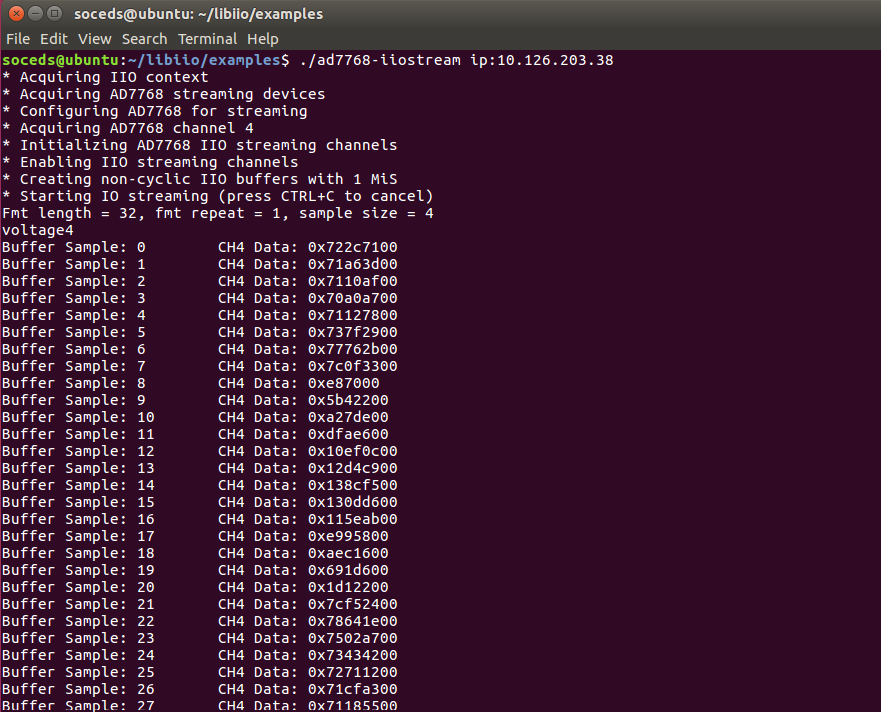 soceds@ubuntu: ~/libiio/examples
File Edit View Search Terminal Help
soceds@ubuntu:~/libiio/examples$ ./ad7768-iiostream ip:10.126.203.38
* Acquiring IIO context
* Acquiring AD7768 streaming devices
* Configuring AD7768 for streaming
* Acquiring AD7768 channel 4
* Initializing AD7768 IIO streaming channels
* Enabling IIO streaming channels
* Creating non-cyclic IIO buffers with 1 MiS
* Starting IO streaming (press CTRL+C to cancel)
Fmt length = 32, fmt repeat = 1, sample size = 4
voltage4
Buffer Sample: 0 CH4 Data: 0x722c7100
Buffer Sample: 1 CH4 Data: 0x71a63d00
Buffer Sample: 2 CH4 Data: 0x7110af00
Buffer Sample: 3 CH4 Data: 0x70a0a700
Buffer Sample: 4 CH4 Data: 0x71127800
Buffer Sample: 5 CH4 Data: 0x737f2900
Buffer Sample: 6 CH4 Data: 0x77762b00
Buffer Sample: 7 CH4 Data: 0x7c0f3300
Buffer Sample: 8 CH4 Data: 0xe87000
Buffer Sample: 9 CH4 Data: 0x5b42200
Buffer Sample: 10 CH4 Data: 0xa27de00
Buffer Sample: 11 CH4 Data: 0xdfae600
Buffer Sample: 12 CH4 Data: 0x10ef0c00
Buffer Sample: 13 CH4 Data: 0x12d4c900
Buffer Sample: 14 CH4 Data: 0x138cf500
Buffer Sample: 15 CH4 Data: 0x130dd600
Buffer Sample: 16 CH4 Data: 0x115eab00
Buffer Sample: 17 CH4 Data: 0xe995800
Buffer Sample: 18 CH4 Data: 0xaec1600
Buffer Sample: 19 CH4 Data: 0x691d600
Buffer Sample: 20 CH4 Data: 0x1d12200
Buffer Sample: 21 CH4 Data: 0x7cf52400
Buffer Sample: 22 CH4 Data: 0x78641e00
Buffer Sample: 23 CH4 Data: 0x7502a700
Buffer Sample: 24 CH4 Data: 0x73434200
Buffer Sample: 25 CH4 Data: 0x72711200
Buffer Sample: 26 CH4 Data: 0x71cfa300
Buffer Sample: 27 CH4 Data: 0x71185500